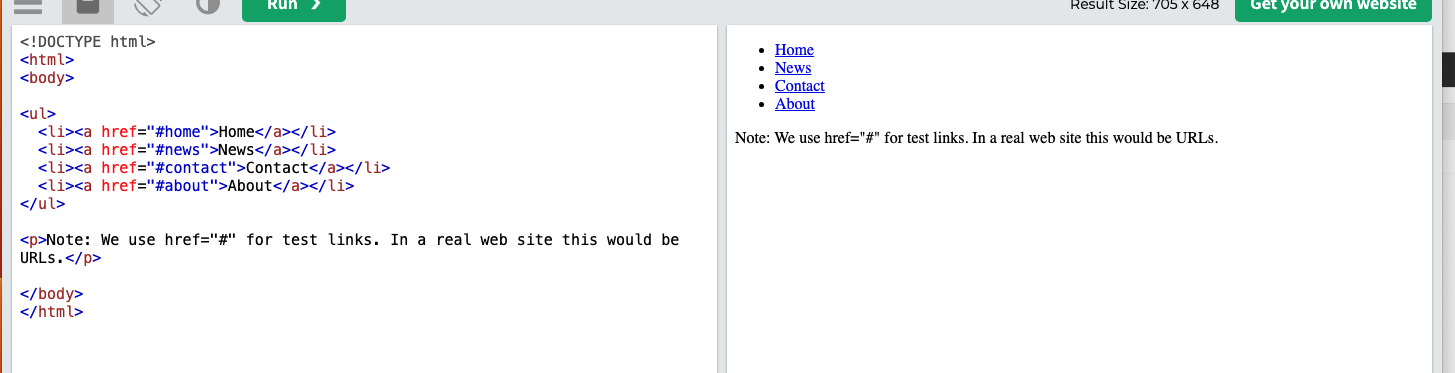 Run ❯
Result Size: 705 x 648
Get your own website
<!DOCTYPE html>
<html>
<body>

<ul>
  <li><a href="#home">Home</a></li>
  <li><a href="#news">News</a></li>
  <li><a href="#contact">Contact</a></li>
  <li><a href="#about">About</a></li>
</ul>

<p>Note: We use href="#" for test links. In a real web site this would be
URLs.</p>

</body>
</html>
• Home
• News
• Contact
• About
Note: We use href="#" for test links. In a real web site this would be URLs.